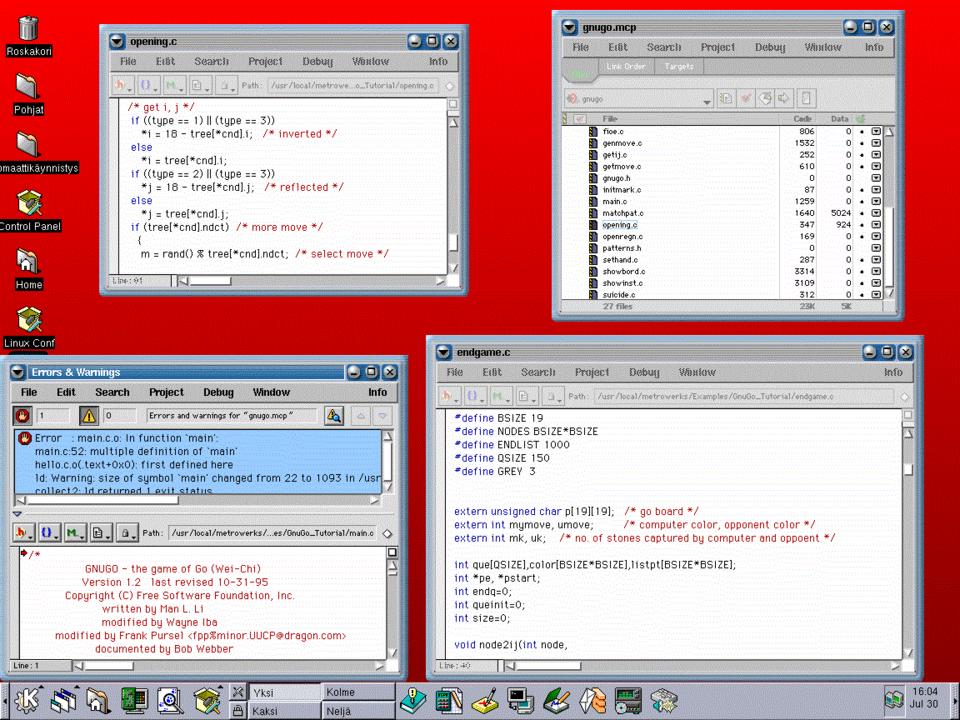 Roskakori
Pohjat
omaattikäynnistys
Control Panel
Home
Linux Conf
opening.c
File Edit Search Project Debug Window Info
Path: /usr/local/metrowe...o_Tutorial/opening.c
/* get i, j */
if ((type == 1) || (type == 3))
*i = 18 - tree[*cnd].i; /* inverted */
else
*i = tree[*cnd].i;
if ((type == 2) || (type == 3))
*j = 18 - tree[*cnd].j; /* reflected */
else
*j = tree[*cnd].j;
if (tree[*cnd].ndct) /* more move */
{
m = rand() % tree[*cnd].ndct; /* select move */
Line: 91
gnugo.mcp
File Edit Search Project Debug Window Info
Files Link Order Targets
gnugo
File Code Data
fioe.c 806 0
genmove.c 1532 0
getij.c 252 0
getmove.c 610 0
gnugo.h 0 0
initmark.c 87 0
main.c 1259 0
matchpat.c 1640 5024
opening.c 347 924
openregn.c 169 0
patterns.h 0 0
sethand.c 287 0
showbord.c 3314 0
showinst.c 3109 0
suicide.c 312 0
27 files 23K 5K
Errors & Warnings
File Edit Search Project Debug Window Info
1 0 Errors and warnings for "gnugo.mcp"
Error : main.c.o: In function `main':
main.c:52: multiple definition of `main'
hello.c.o(.text+0x0): first defined here
ld: Warning: size of symbol `main' changed from 22 to 1093 in /usr
collect2: ld returned 1 exit status
Path: /usr/local/metrowerks/...es/GnuGo_Tutorial/main.c
/*
GNUGO - the game of Go (Wei-Chi)
Version 1.2 last revised 10-31-95
Copyright (C) Free Software Foundation, Inc.
written by Man L. Li
modified by Wayne Iba
modified by Frank Pursel <fpp%minor.UUCP@dragon.com>
documented by Bob Webber
Line: 1
endgame.c
File Edit Search Project Debug Window Info
Path: /usr/local/metrowerks/Examples/GnuGo_Tutorial/endgame.c
#define BSIZE 19
#define NODES BSIZE*BSIZE
#define ENDLIST 1000
#define QSIZE 150
#define GREY 3
extern unsigned char p[19][19]; /* go board */
extern int mymove, umove; /* computer color, opponent color */
extern int mk, uk; /* no. of stones captured by computer and oppoent */
int que[QSIZE],color[BSIZE*BSIZE],listpt[BSIZE*BSIZE];
int *pe, *pstart;
int endq=0;
int queinit=0;
int size=0;
void node2ij(int node,
Line: 40
Yksi Kolme
Kaksi Neljä
16:04
Jul 30